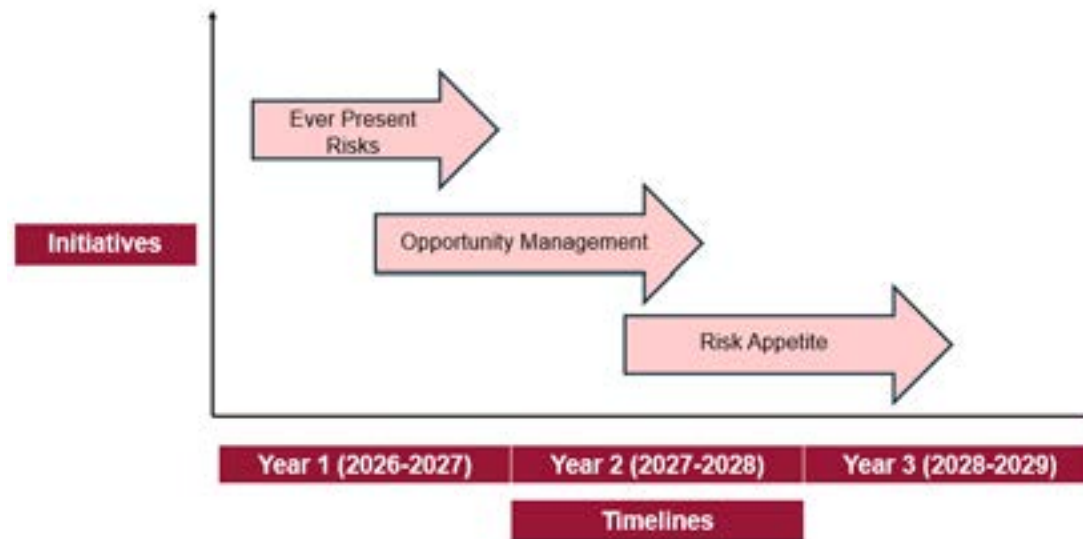 Ever Present
Risks
Initiatives
Opportunity Management
Risk Appetite
Year 1 (2026-2027)
Year 2 (2027-2028)
Year 3 (2028-2029)
Timelines